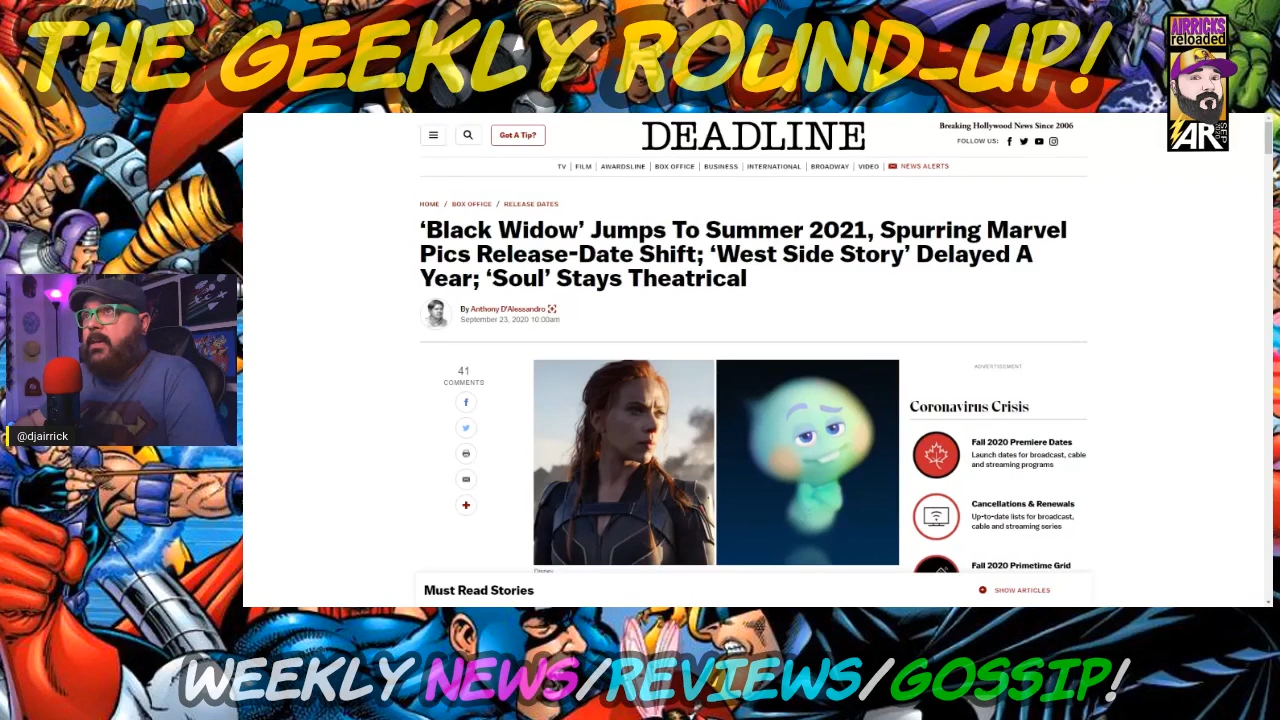 THE GEEKLY ROUND-UP!
AIRRICKS
reloaded
AR
SEP
Got A Tip?
DEADLINE
Breaking Hollywood News Since 2006
FOLLOW US:
TV | FILM | AWARDSLINE | BOX OFFICE | BUSINESS | INTERNATIONAL | BROADWAY | VIDEO | NEWS ALERTS
HOME / BOX OFFICE / RELEASE DATES
‘Black Widow’ Jumps To Summer 2021, Spurring Marvel
Pics Release-Date Shift; ‘West Side Story’ Delayed A
Year; ‘Soul’ Stays Theatrical
By Anthony D'Alessandro
September 23, 2020 10:00am
41
COMMENTS
ADVERTISEMENT
Coronavirus Crisis
Fall 2020 Premiere Dates
Launch dates for broadcast, cable
and streaming programs
Cancellations & Renewals
Up-to-date lists for broadcast,
cable and streaming series
Fall 2020 Primetime Grid
Disney
Must Read Stories
SHOW ARTICLES
@djairrick
WEEKLY NEWS/REVIEWS/GOSSIP!